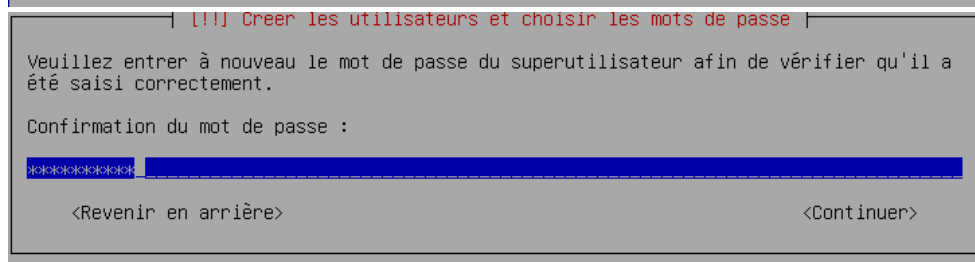 [!!] Créer les utilisateurs et choisir les mots de passe
Veuillez entrer à nouveau le mot de passe du superutilisateur afin de vérifier qu'il a
été saisi correctement.
Confirmation du mot de passe :
**********
<Revenir en arrière> <Continuer>